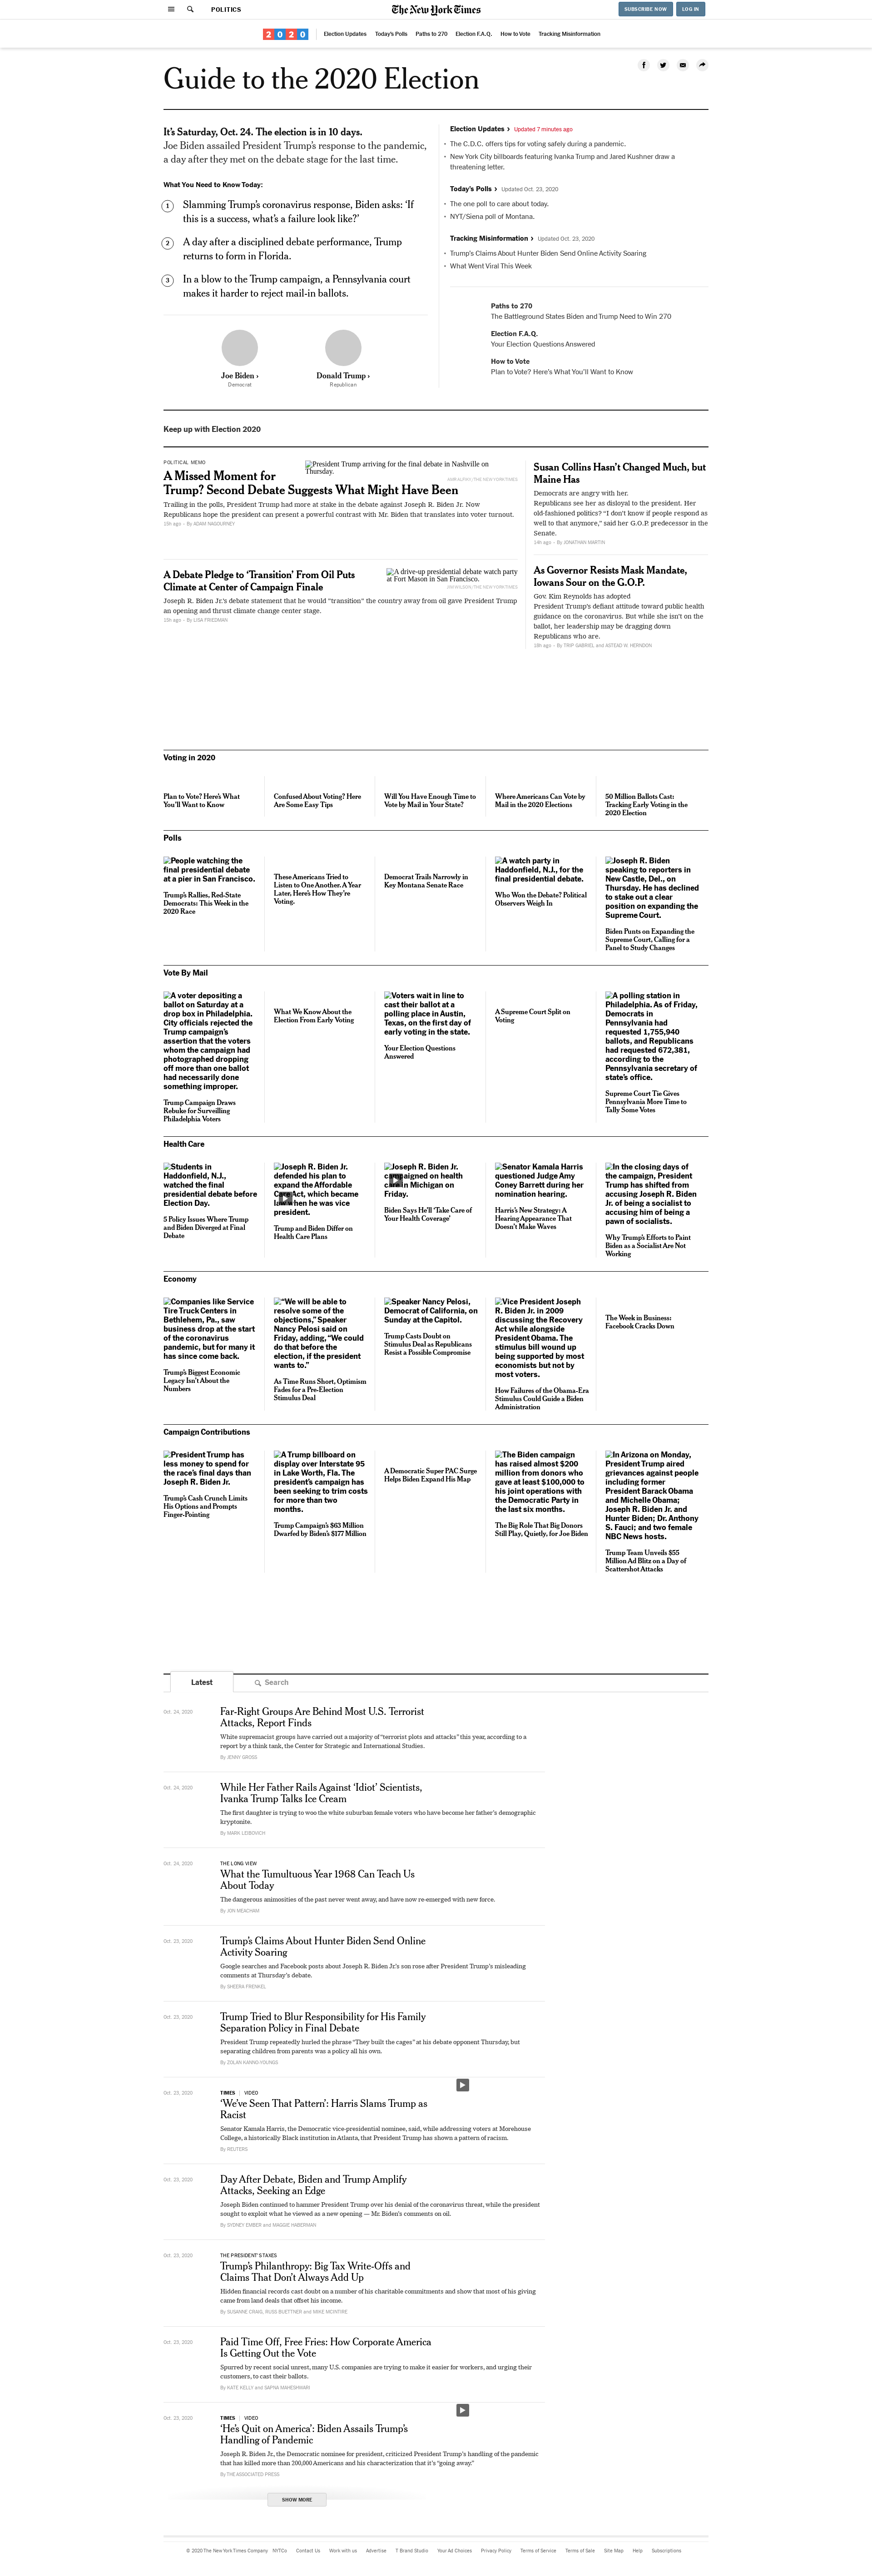 POLITICS
The New York Times
SUBSCRIBE NOW
LOG IN
2020
Election Updates
Today's Polls
Paths to 270
Election F.A.Q.
How to Vote
Tracking Misinformation
Guide to the 2020 Election
It's Saturday, Oct. 24. The election is in 10 days.
Joe Biden assailed President Trump's response to the pandemic,
a day after they met on the debate stage for the last time.
What You Need to Know Today:
1
Slamming Trump's coronavirus response, Biden asks: 'If
this is a success, what's a failure look like?'
2
A day after a disciplined debate performance, Trump
returns to form in Florida.
3
In a blow to the Trump campaign, a Pennsylvania court
makes it harder to reject mail-in ballots.
Joe Biden ›
Democrat
Donald Trump ›
Republican
Election Updates › Updated 7 minutes ago
• The C.D.C. offers tips for voting safely during a pandemic.
• New York City billboards featuring Ivanka Trump and Jared Kushner draw a
threatening letter.
Today's Polls › Updated Oct. 23, 2020
• The one poll to care about today.
• NYT/Siena poll of Montana.
Tracking Misinformation › Updated Oct. 23, 2020
• Trump's Claims About Hunter Biden Send Online Activity Soaring
• What Went Viral This Week
Paths to 270
The Battleground States Biden and Trump Need to Win 270
Election F.A.Q.
Your Election Questions Answered
How to Vote
Plan to Vote? Here's What You'll Want to Know
Keep up with Election 2020
POLITICAL MEMO
A Missed Moment for
Trump? Second Debate Suggests What Might Have Been
President Trump arriving for the final debate in Nashville on
Thursday.
Trailing in the polls, President Trump had more at stake in the debate against Joseph R. Biden Jr. Now
Republicans hope the president can present a powerful contrast with Mr. Biden that translates into voter turnout.
15h ago – By ADAM NAGOURNEY
A Debate Pledge to 'Transition' From Oil Puts
Climate at Center of Campaign Finale
A drive-up presidential debate watch party
at Fort Mason in San Francisco.
JIM WILSON/THE NEW YORK TIMES
Joseph R. Biden Jr.'s debate statement that he would "transition" the country away from oil gave President Trump
an opening and thrust climate change center stage.
15h ago – By LISA FRIEDMAN
Susan Collins Hasn't Changed Much, but
Maine Has
Democrats are angry with her.
Republicans see her as disloyal to the president. Her
old-fashioned politics? "I don't know if people respond as
well to that anymore," said her G.O.P. predecessor in the
Senate.
14h ago – By JONATHAN MARTIN
As Governor Resists Mask Mandate,
Iowans Sour on the G.O.P.
Gov. Kim Reynolds has adopted
President Trump's defiant attitude toward public health
guidance on the coronavirus. But while she isn't on the
ballot, her leadership may be dragging down
Republicans who are.
18h ago – By TRIP GABRIEL and ASTEAD W. HERNDON
Voting in 2020
Plan to Vote? Here's What
You'll Want to Know
Confused About Voting? Here
Are Some Easy Tips
Will You Have Enough Time to
Vote by Mail in Your State?
Where Americans Can Vote by
Mail in the 2020 Elections
50 Million Ballots Cast:
Tracking Early Voting in the
2020 Election
Polls
People watching the
final presidential debate
at a pier in San Francisco.
Trump's Rallies, Red-State
Democrats: This Week in the
2020 Race
These Americans Tried to
Listen to One Another. A Year
Later, Here's How They're
Voting.
Democrat Trails Narrowly in
Key Montana Senate Race
A watch party in
Haddonfield, N.J., for the
final presidential debate.
Who Won the Debate? Political
Observers Weigh In
Joseph R. Biden
speaking to reporters in
New Castle, Del., on
Thursday. He has declined
to stake out a clear
position on expanding the
Supreme Court.
Biden Punts on Expanding the
Supreme Court, Calling for a
Panel to Study Changes
Vote By Mail
A voter depositing a
ballot on Saturday at a
drop box in Philadelphia.
City officials rejected the
Trump campaign's
assertion that the voters
whom the campaign had
photographed dropping
off more than one ballot
had necessarily done
something improper.
Trump Campaign Draws
Rebuke for Surveilling
Philadelphia Voters
What We Know About the
Election From Early Voting
Voters wait in line to
cast their ballot at a
polling place in Austin,
Texas, on the first day of
early voting in the state.
Your Election Questions
Answered
A Supreme Court Split on
Voting
A polling station in
Philadelphia. As of Friday,
Democrats in
Pennsylvania had
requested 1,755,940
ballots, and Republicans
had requested 672,381,
according to the
Pennsylvania secretary of
state's office.
Supreme Court Tie Gives
Pennsylvania More Time to
Tally Some Votes
Health Care
Students in
Haddonfield, N.J.,
watched the final
presidential debate before
Election Day.
5 Policy Issues Where Trump
and Biden Diverged at Final
Debate
Joseph R. Biden Jr.
defended his plan to
expand the Affordable
Care Act, which became
hen he was vice
president.
Trump and Biden Differ on
Health Care Plans
Joseph R. Biden Jr.
campaigned on health
in Michigan on
Friday.
Biden Says He'll 'Take Care of
Your Health Coverage'
Senator Kamala Harris
questioned Judge Amy
Coney Barrett during her
nomination hearing.
Harris's New Strategy: A
Hearing Appearance That
Doesn't Make Waves
In the closing days of
the campaign, President
Trump has shifted from
accusing Joseph R. Biden
Jr. of being a socialist to
accusing him of being a
pawn of socialists.
Why Trump's Efforts to Paint
Biden as a Socialist Are Not
Working
Economy
Companies like Service
Tire Truck Centers in
Bethlehem, Pa., saw
business drop at the start
of the coronavirus
pandemic, but for many it
has since come back.
Trump's Biggest Economic
Legacy Isn't About the
Numbers
"We will be able to
resolve some of the
objections," Speaker
Nancy Pelosi said on
Friday, adding, "We could
do that before the
election, if the president
wants to."
As Time Runs Short, Optimism
Fades for a Pre-Election
Stimulus Deal
Speaker Nancy Pelosi,
Democrat of California, on
Sunday at the Capitol.
Trump Casts Doubt on
Stimulus Deal as Republicans
Resist a Possible Compromise
Vice President Joseph
R. Biden Jr. in 2009
discussing the Recovery
Act while alongside
President Obama. The
stimulus bill wound up
being supported by most
economists but not by
most voters.
How Failures of the Obama-Era
Stimulus Could Guide a Biden
Administration
The Week in Business:
Facebook Cracks Down
Campaign Contributions
President Trump has
less money to spend for
the race's final days than
Joseph R. Biden Jr.
Trump's Cash Crunch Limits
His Options and Prompts
Finger-Pointing
A Trump billboard on
display over Interstate 95
in Lake Worth, Fla. The
president's campaign has
been seeking to trim costs
for more than two
months.
Trump Campaign's $63 Million
Dwarfed by Biden's $177 Million
A Democratic Super PAC Surge
Helps Biden Expand His Map
The Biden campaign
has raised almost $200
million from donors who
gave at least $100,000 to
his joint operations with
the Democratic Party in
the last six months.
The Big Role That Big Donors
Still Play, Quietly, for Joe Biden
In Arizona on Monday,
President Trump aired
grievances against people
including former
President Barack Obama
and Michelle Obama;
Joseph R. Biden Jr. and
Hunter Biden; Dr. Anthony
S. Fauci; and two female
NBC News hosts.
Trump Team Unveils $55
Million Ad Blitz on a Day of
Scattershot Attacks
Latest
Search
Oct. 24, 2020
Far-Right Groups Are Behind Most U.S. Terrorist
Attacks, Report Finds
White supremacist groups have carried out a majority of "terrorist plots and attacks" this year, according to a
report by a think tank, the Center for Strategic and International Studies.
By JENNY GROSS
Oct. 24, 2020
While Her Father Rails Against 'Idiot' Scientists,
Ivanka Trump Talks Ice Cream
The first daughter is trying to woo the white suburban female voters who have become her father's demographic
kryptonite.
By MARK LEIBOVICH
Oct. 24, 2020
THE LONG VIEW
What the Tumultuous Year 1968 Can Teach Us
About Today
The dangerous animosities of the past never went away, and have now re-emerged with new force.
By JON MEACHAM
Oct. 23, 2020
Trump's Claims About Hunter Biden Send Online
Activity Soaring
Google searches and Facebook posts about Joseph R. Biden Jr.'s son rose after President Trump's misleading
comments at Thursday's debate.
By SHEERA FRENKEL
Oct. 23, 2020
Trump Tried to Blur Responsibility for His Family
Separation Policy in Final Debate
President Trump repeatedly hurled the phrase "They built the cages" at his debate opponent Thursday, but
separating children from parents was a policy all his own.
By ZOLAN KANNO-YOUNGS
Oct. 23, 2020
TIMES | VIDEO
'We've Seen That Pattern': Harris Slams Trump as
Racist
Senator Kamala Harris, the Democratic vice-presidential nominee, said, while addressing voters at Morehouse
College, a historically Black institution in Atlanta, that President Trump has shown a pattern of racism.
By REUTERS
Oct. 23, 2020
Day After Debate, Biden and Trump Amplify
Attacks, Seeking an Edge
Joseph Biden continued to hammer President Trump over his denial of the coronavirus threat, while the president
sought to exploit what he viewed as a new opening — Mr. Biden's comments on oil.
By SYDNEY EMBER and MAGGIE HABERMAN
Oct. 23, 2020
THE PRESIDENT'S TAXES
Trump's Philanthropy: Big Tax Write-Offs and
Claims That Don't Always Add Up
Hidden financial records cast doubt on a number of his charitable commitments and show that most of his giving
came from land deals that offset his income.
By SUSANNE CRAIG, RUSS BUETTNER and MIKE MCINTIRE
Oct. 23, 2020
Paid Time Off, Free Fries: How Corporate America
Is Getting Out the Vote
Spurred by recent social unrest, many U.S. companies are trying to make it easier for workers, and urging their
customers, to cast their ballots.
By KATE KELLY and SAPNA MAHESHWARI
Oct. 23, 2020
TIMES | VIDEO
'He's Quit on America': Biden Assails Trump's
Handling of Pandemic
Joseph R. Biden Jr., the Democratic nominee for president, criticized President Trump's handling of the pandemic
that has killed more than 200,000 Americans and his characterization that it's "going away."
By THE ASSOCIATED PRESS
SHOW MORE
© 2020 The New York Times Company
NYTCo
Contact Us
Work with us
Advertise
T Brand Studio
Your Ad Choices
Privacy Policy
Terms of Service
Terms of Sale
Site Map
Help
Subscriptions